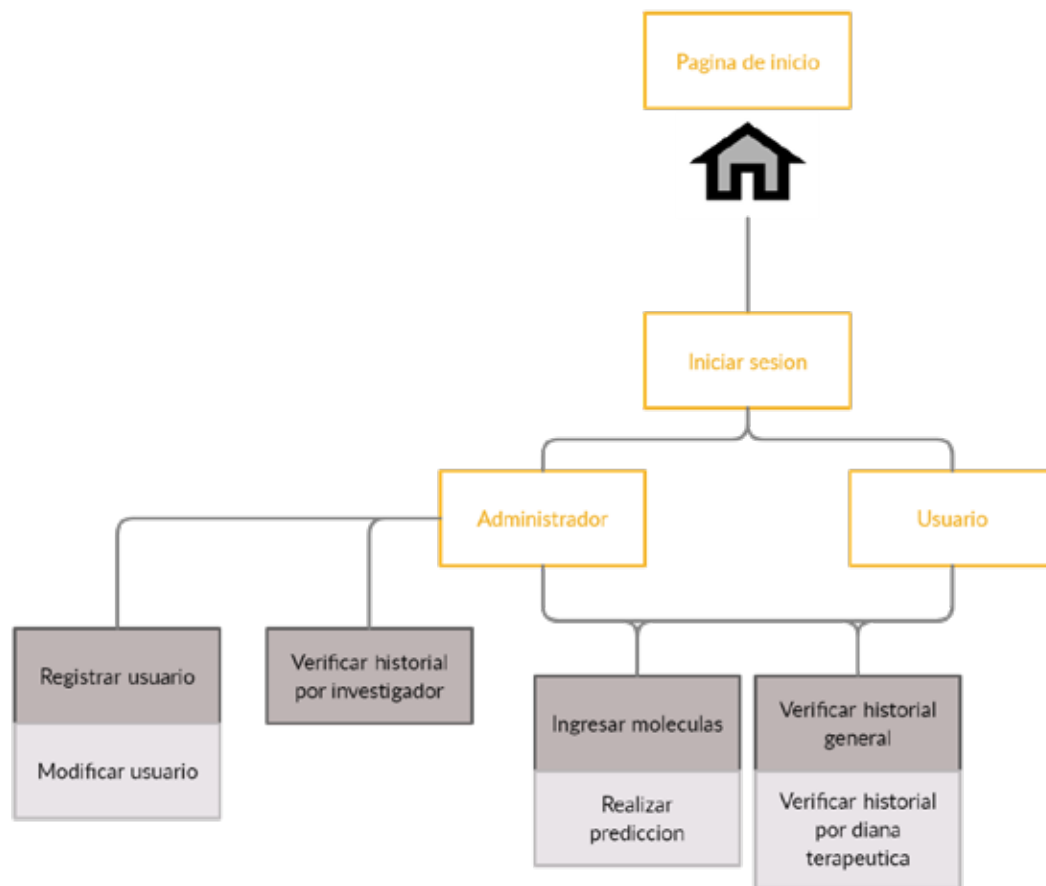 Pagina de inicio
Iniciar sesion
Administrador
Usuario
Registrar usuario
Modificar usuario
Verificar historial
por investigador
Ingresar moleculas
Realizar
prediccion
Verificar historial
general
Verificar historial
por diana
terapeutica